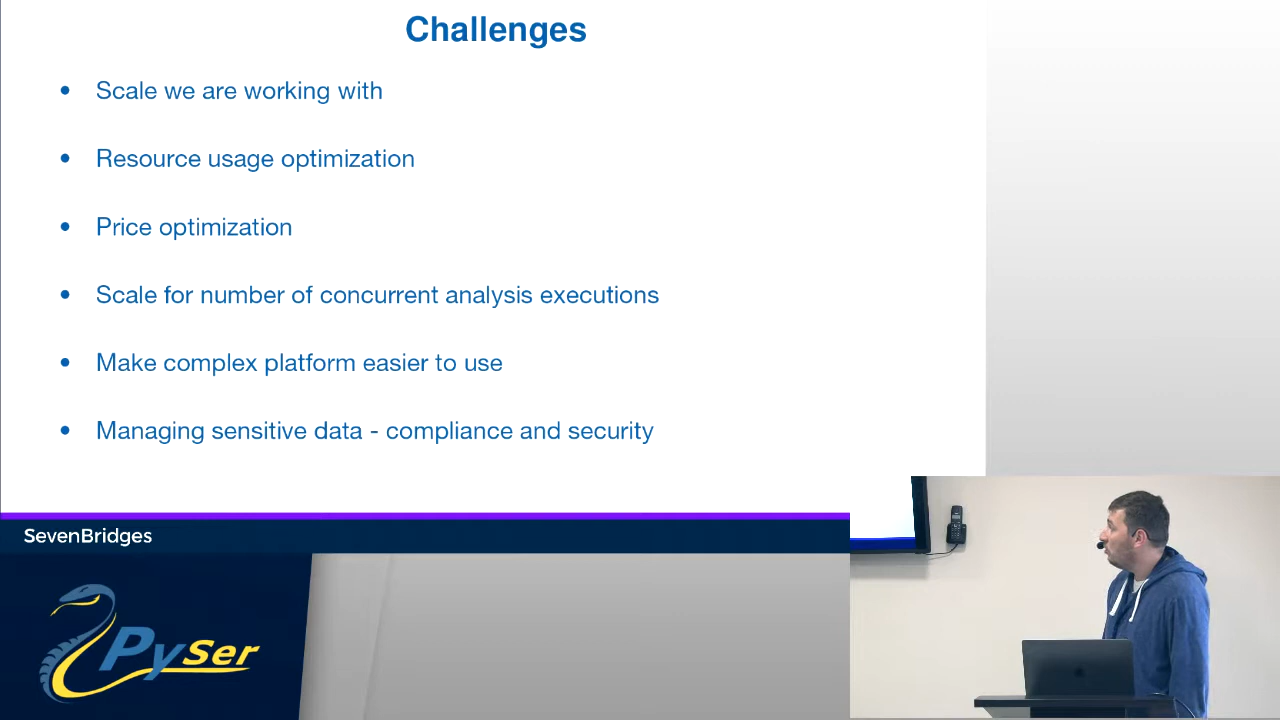 Challenges
• Scale we are working with
• Resource usage optimization
• Price optimization
• Scale for number of concurrent analysis executions
• Make complex platform easier to use
• Managing sensitive data - compliance and security
SevenBridges
PySer